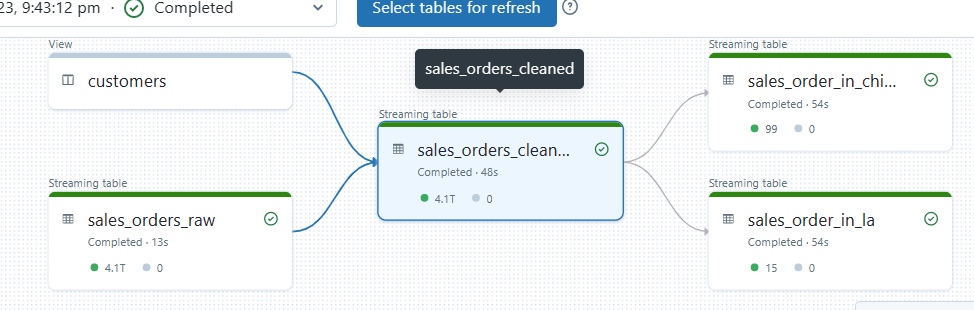 23, 9:43:12 pm · Completed
Select tables for refresh
?
View
customers
sales_orders_cleaned
Streaming table
sales_orders_clean...
Completed · 48s
4.1T 0
Streaming table
sales_orders_raw
Completed · 13s
4.1T 0
Streaming table
sales_order_in_chi...
Completed · 54s
99 0
Streaming table
sales_order_in_la
Completed · 54s
15 0